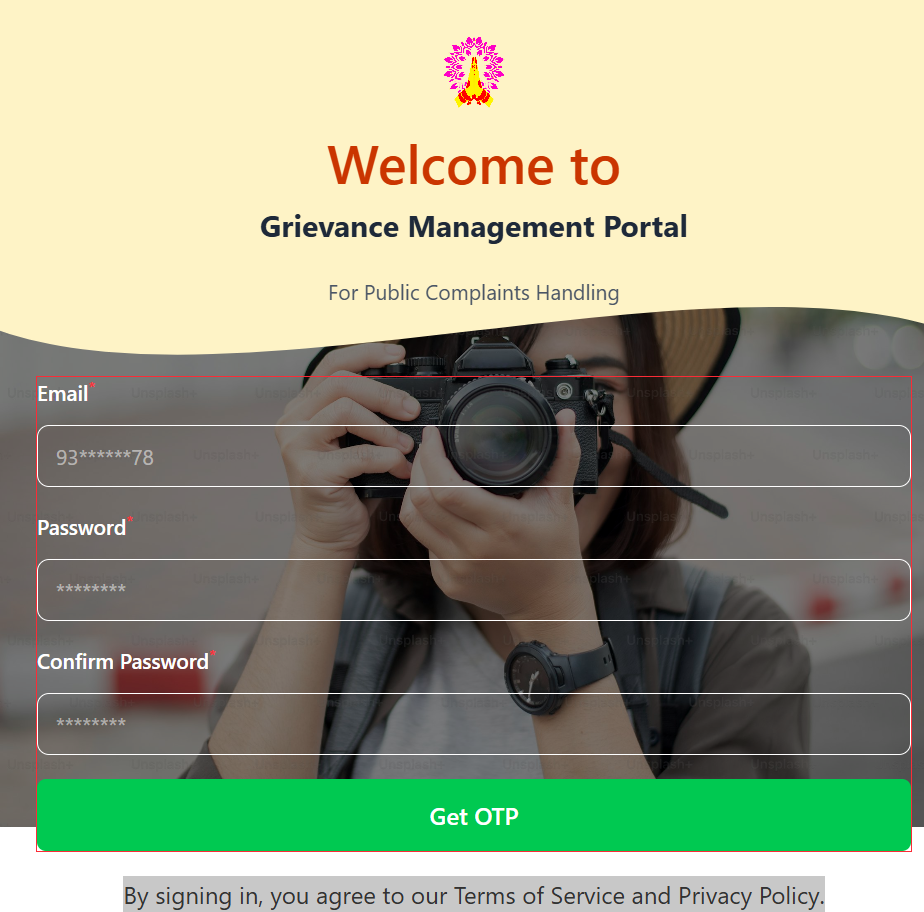 Welcome to
Grievance Management Portal
For Public Complaints Handling
Email*
93******78
Password*
********
Confirm Password*
********
Get OTP
By signing in, you agree to our Terms of Service and Privacy Policy.